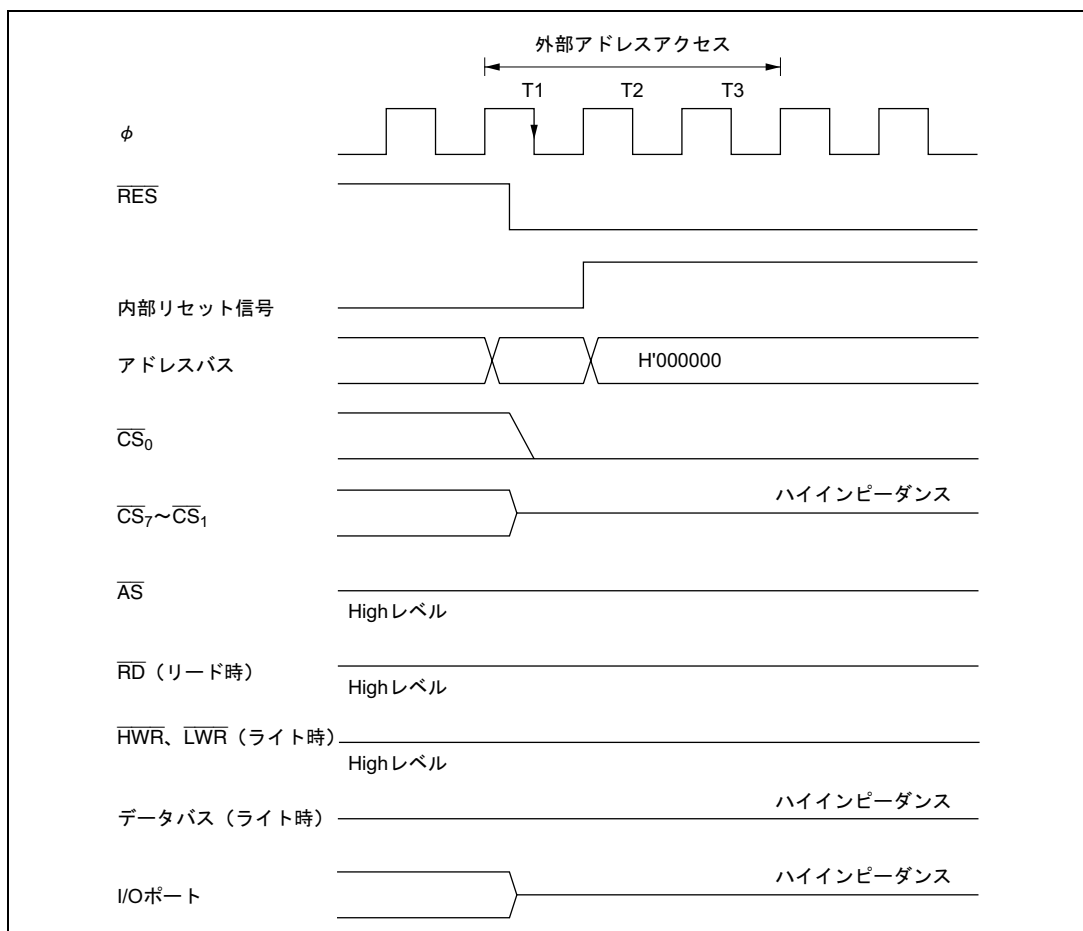 外部アドレスアクセス
T1 T2 T3
φ
RES
内部リセット信号
アドレスバス H'000000
CS0
CS7～CS1 ハイインピーダンス
AS
Highレベル
RD（リード時）
Highレベル
HWR、LWR（ライト時）
Highレベル
データバス（ライト時） ハイインピーダンス
I/Oポート ハイインピーダンス